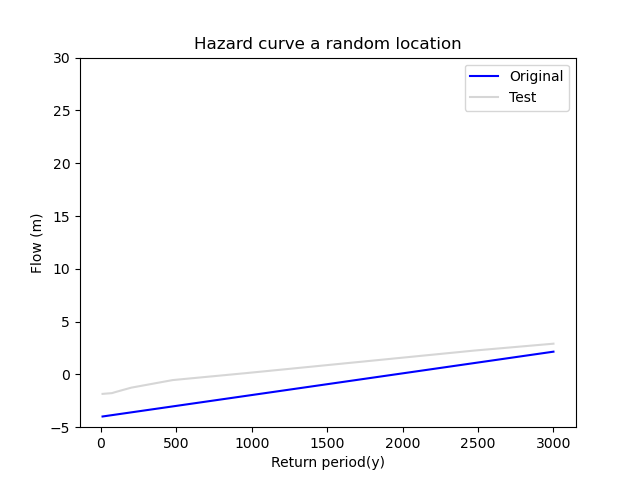 Hazard curve a random location
Original
Test
30
25
20
15
10
5
0
−5
Flow (m)
0 500 1000 1500 2000 2500 3000
Return period(y)